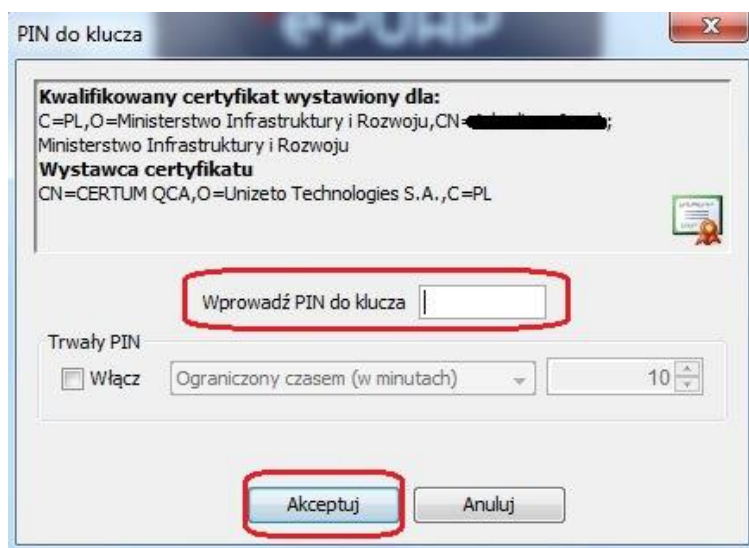 ePUAP
PIN do klucza
Kwalifikowany certyfikat wystawiony dla:
C=PL,O=Ministerstwo Infrastruktury i Rozwoju,CN= ;
Ministerstwo Infrastruktury i Rozwoju
Wystawca certyfikatu
CN=CERTUM QCA,O=Unizeto Technologies S.A.,C=PL
Wprowadź PIN do klucza
Trwały PIN
Włącz Ograniczony czasem (w minutach) 10
Akceptuj Anuluj